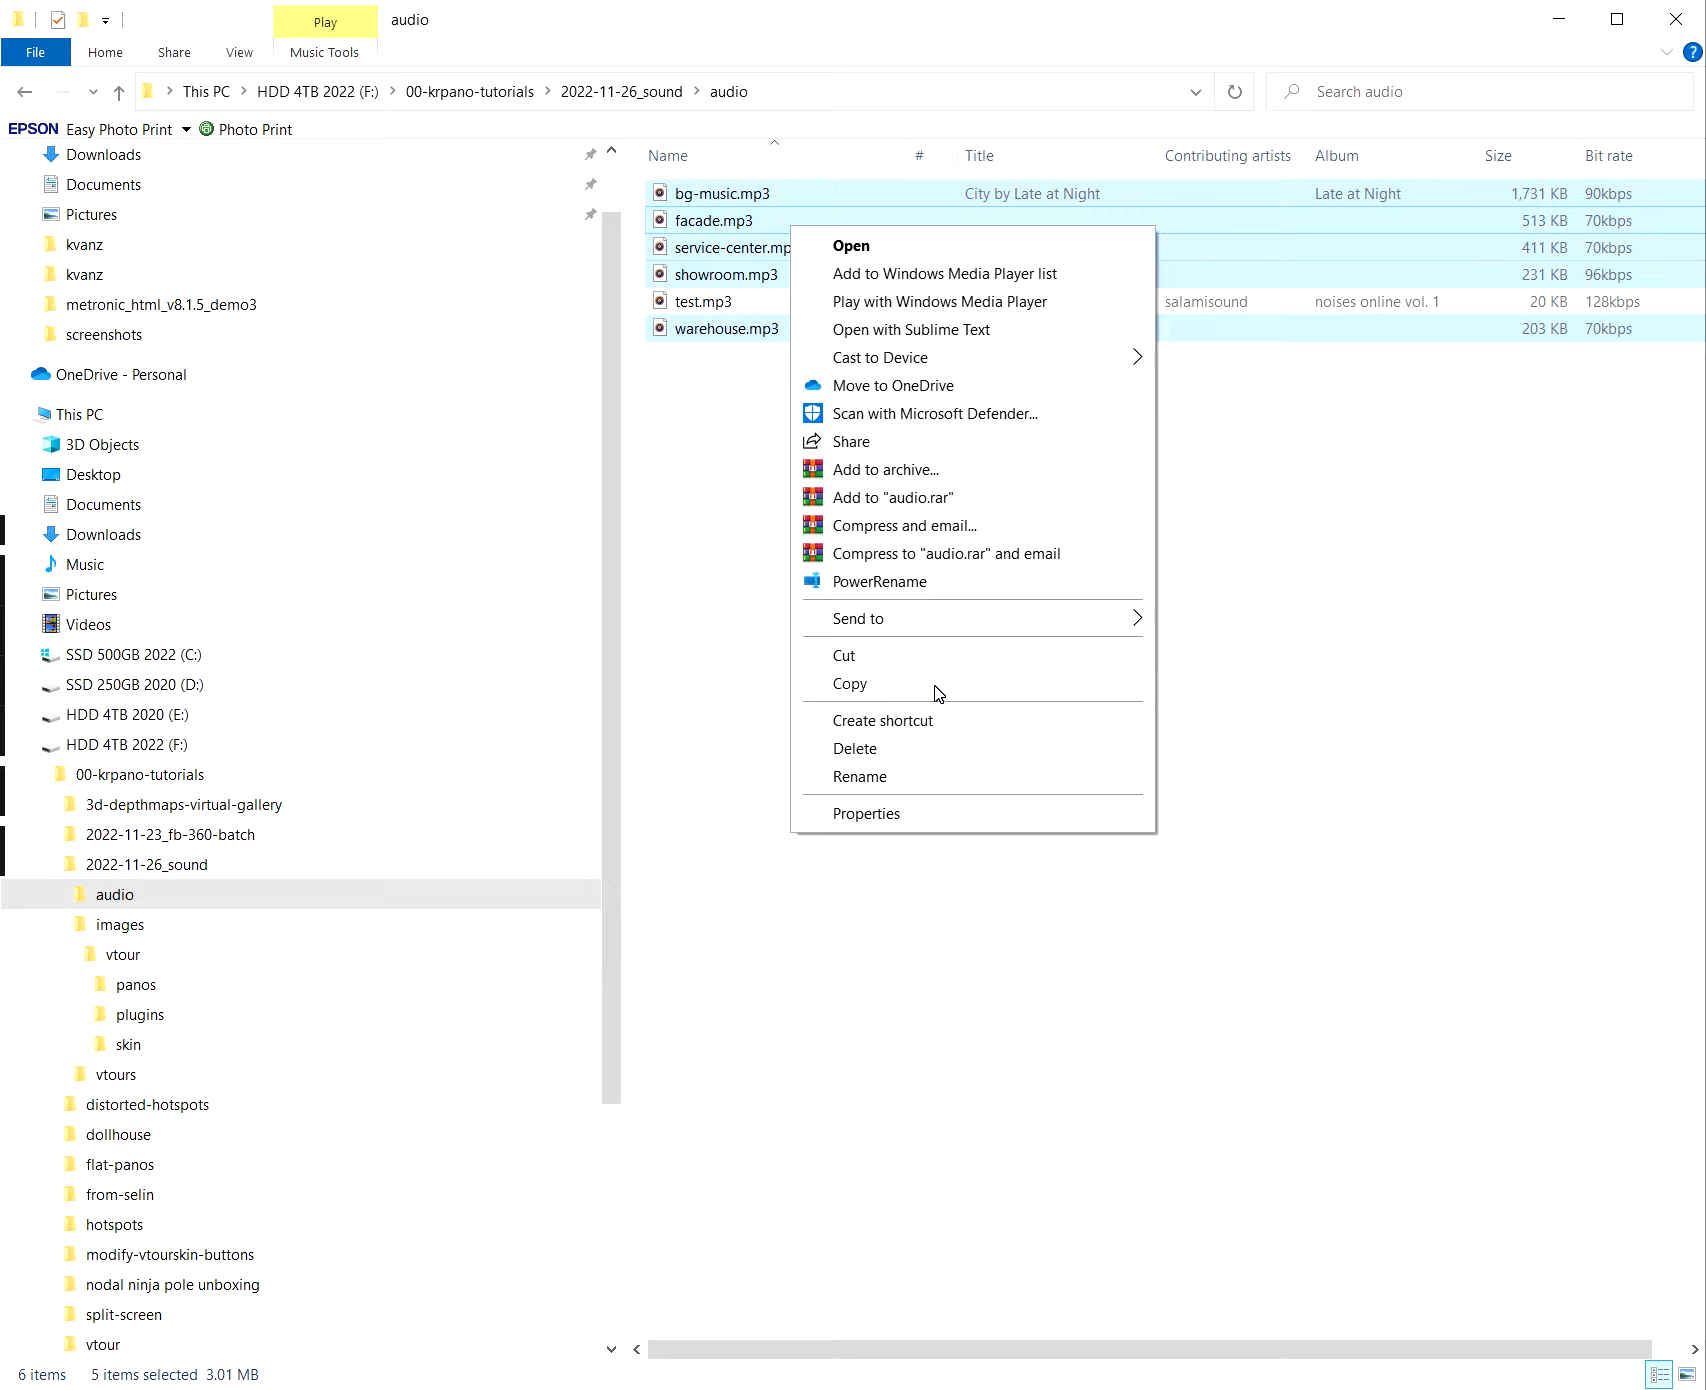 Play audio
File Home Share View Music Tools ?
This PC HDD 4TB 2022 (F:) 00-krpano-tutorials 2022-11-26_sound audio Search audio
EPSON Easy Photo Print Photo Print
Downloads
Documents
Pictures
kvanz
kvanz
metronic_html_v8.1.5_demo3
screenshots
OneDrive - Personal
This PC
3D Objects
Desktop
Documents
Downloads
Music
Pictures
Videos
SSD 500GB 2022 (C:)
SSD 250GB 2020 (D:)
HDD 4TB 2020 (E:)
HDD 4TB 2022 (F:)
00-krpano-tutorials
3d-depthmaps-virtual-gallery
2022-11-23_fb-360-batch
2022-11-26_sound
audio
images
vtour
panos
plugins
skin
vtours
distorted-hotspots
dollhouse
flat-panos
from-selin
hotspots
modify-vtourskin-buttons
nodal ninja pole unboxing
split-screen
vtour
Name # Title Contributing artists Album Size Bit rate
bg-music.mp3 City by Late at Night Late at Night 1,731 KB 90kbps
facade.mp3 513 KB 70kbps
service-center.mp 411 KB 70kbps
showroom.mp3 231 KB 96kbps
test.mp3 salamisound noises online vol. 1 20 KB 128kbps
warehouse.mp3 203 KB 70kbps
Open
Add to Windows Media Player list
Play with Windows Media Player
Open with Sublime Text
Cast to Device
Move to OneDrive
Scan with Microsoft Defender...
Share
Add to archive...
Add to "audio.rar"
Compress and email...
Compress to "audio.rar" and email
PowerRename
Send to
Cut
Copy
Create shortcut
Delete
Rename
Properties
6 items 5 items selected 3.01 MB